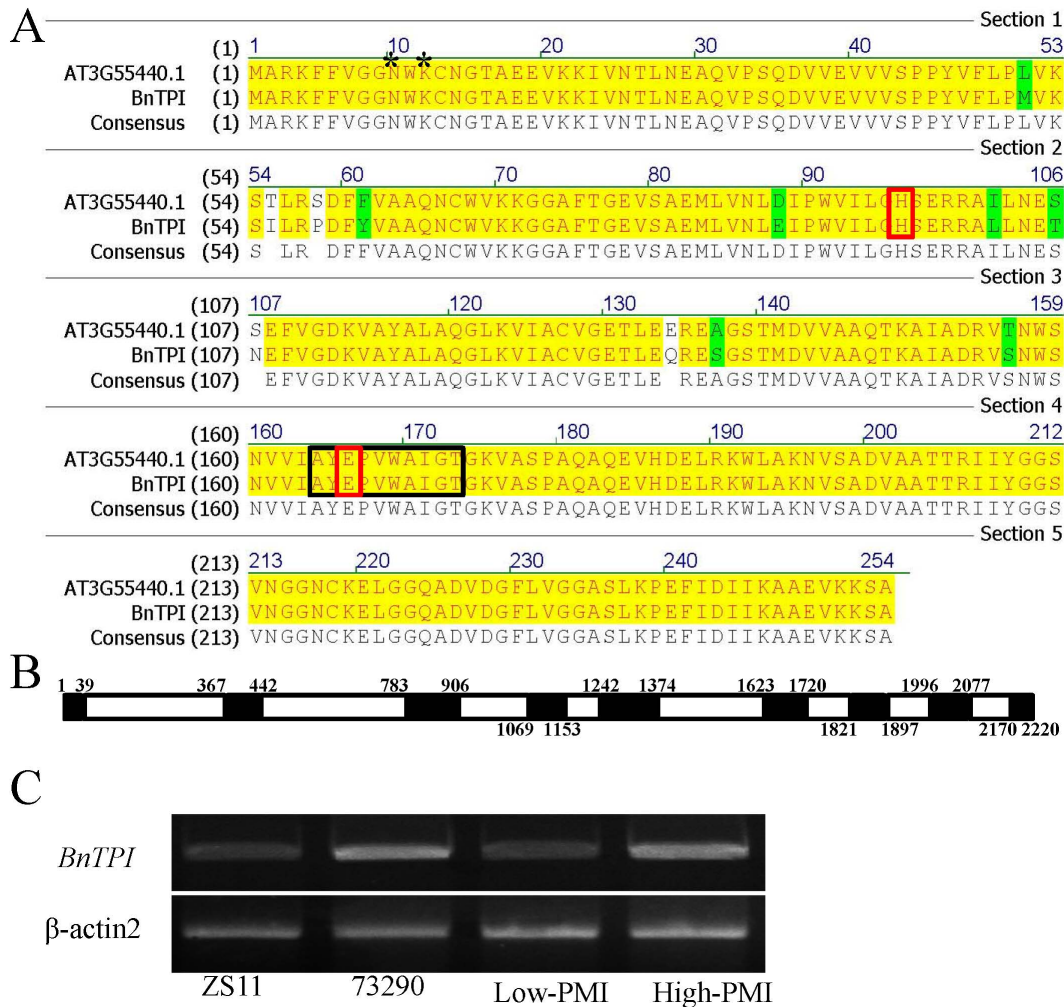 A
Section 1
(1) 1 10 20 30 40 53
* *
AT3G55440.1 (1) MARKFFVGGNWKCNGTAEEVKKIVNTLNEAQVPSQDVVEVVVSPPYVFLPLVK
BnTPI (1) MARKFFVGGNWKCNGTAEEVKKIVNTLNEAQVPSQDVVEVVVSPPYVFLPMVK
Consensus (1) MARKFFVGGNWKCNGTAEEVKKIVNTLNEAQVPSQDVVEVVVSPPYVFLPLVK
Section 2
(54) 54 60 70 80 90 106
AT3G55440.1 (54) STLRSDFFVAAQNCWVKKGGAFTGEVSAEMLVNLDIPWVILGHSERRAILNES
BnTPI (54) SILRPDFYVAAQNCWVKKGGAFTGEVSAEMLVNLEIPWVILGHSERRALLNET
Consensus (54) S LR DFFVAAQNCWVKKGGAFTGEVSAEMLVNLDIPWVILGHSERRAILNES
Section 3
(107) 107 120 130 140 159
AT3G55440.1 (107) SEFVGDKVAYALAQGLKVIACVGETLEEREAGSTMDVVAAQTKAIADRVTNWS
BnTPI (107) NEFVGDKVAYALAQGLKVIACVGETLEQRESGSTMDVVAAQTKAIADRVSNWS
Consensus (107) EFVGDKVAYALAQGLKVIACVGETLE REAGSTMDVVAAQTKAIADRVSNWS
Section 4
(160) 160 170 180 190 200 212
AT3G55440.1 (160) NVVIAYEPVWAIGTGKVASPAQAQEVHDELRKWLAKNVSADVAATTRIIYGGS
BnTPI (160) NVVIAYEPVWAIGTGKVASPAQAQEVHDELRKWLAKNVSADVAATTRIIYGGS
Consensus (160) NVVIAYEPVWAIGTGKVASPAQAQEVHDELRKWLAKNVSADVAATTRIIYGGS
Section 5
(213) 213 220 230 240 254
AT3G55440.1 (213) VNGGNCKELGGQADVDGFLVGGASLKPEFIDIIKAAEVKKSA
BnTPI (213) VNGGNCKELGGQADVDGFLVGGASLKPEFIDIIKAAEVKKSA
Consensus (213) VNGGNCKELGGQADVDGFLVGGASLKPEFIDIIKAAEVKKSA
B
1 39 367 442 783 906 1242 1374 1623 1720 1996 2077
1069 1153 1821 1897 2170 2220
C
BnTPI
β-actin2
ZS11 73290 Low-PMI High-PMI